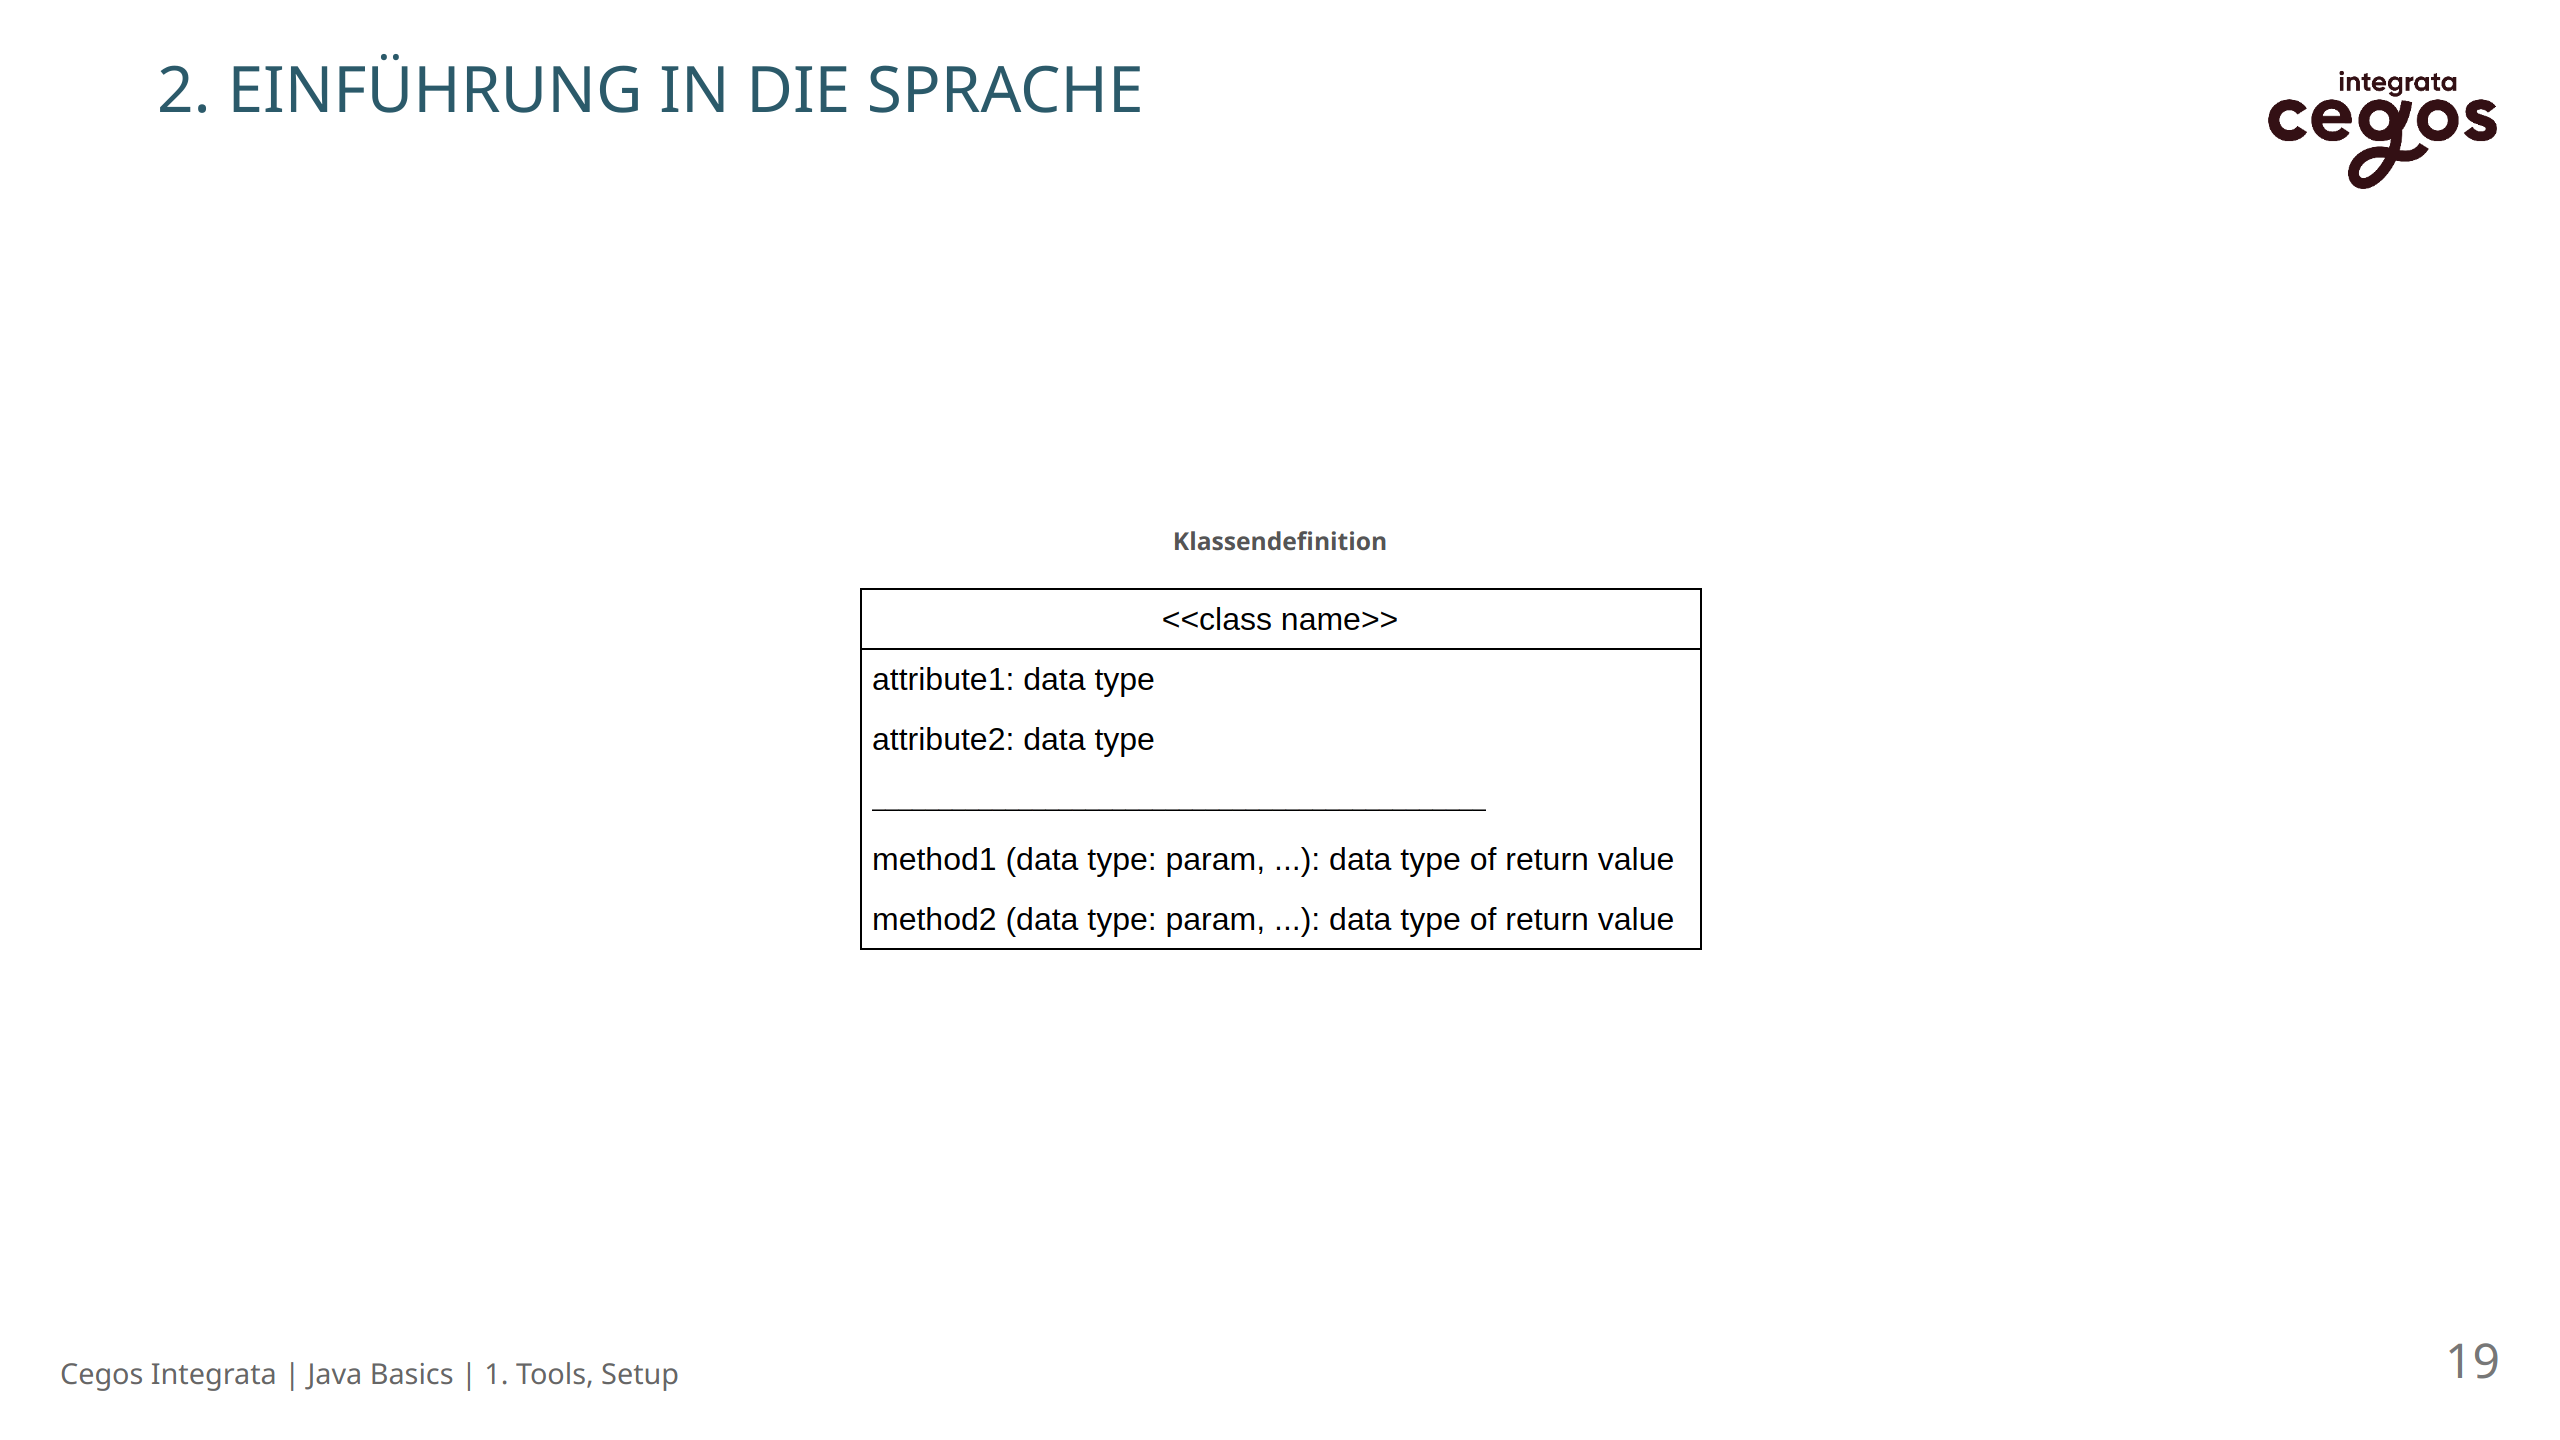 2. EINFÜHRUNG IN DIE SPRACHE
integrata
cegos
Klassendefinition
<<class name>>
attribute1: data type
attribute2: data type
method1 (data type: param, ...): data type of return value
method2 (data type: param, ...): data type of return value
Cegos Integrata | Java Basics | 1. Tools, Setup
19